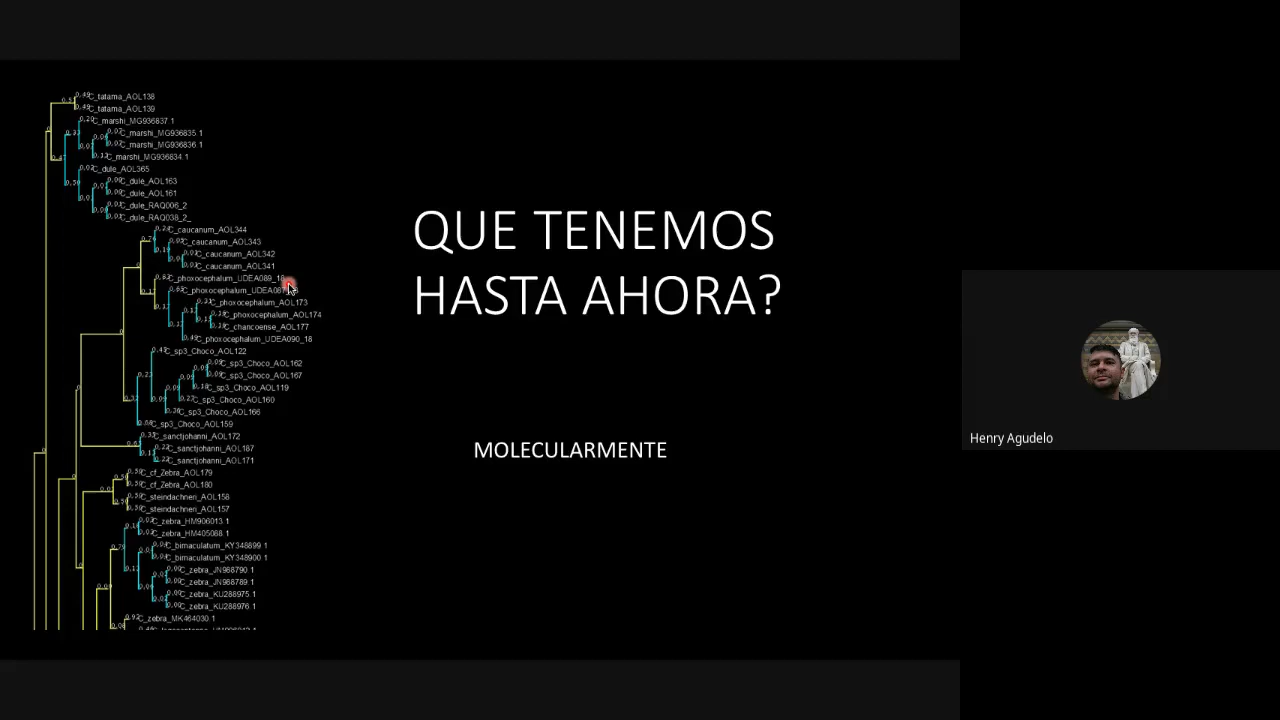 C_tatama_AOL138
C_tatama_AOL139
C_marshi_MG936837.1
C_marshi_MG936835.1
C_marshi_MG936836.1
C_marshi_MG936834.1
C_dule_AOL365
C_dule_AOL163
C_dule_AOL161
C_dule_RAQ006_2
C_dule_RAQ038_2_
C_caucanum_AOL344
C_caucanum_AOL343
C_caucanum_AOL342
C_caucanum_AOL341
C_phoxocephalum_UDEA089_18
C_phoxocephalum_AOL173
C_phoxocephalum_AOL174
C_chancoense_AOL177
C_phoxocephalum_UDEA090_18
C_sp3_Choco_AOL122
C_sp3_Choco_AOL162
C_sp3_Choco_AOL167
C_sp3_Choco_AOL119
C_sp3_Choco_AOL160
C_sp3_Choco_AOL166
C_sp3_Choco_AOL159
C_sanctjohanni_AOL172
C_sanctjohanni_AOL187
C_sanctjohanni_AOL171
C_cf_Zebra_AOL179
C_cf_Zebra_AOL180
C_steindachneri_AOL158
C_steindachneri_AOL157
C_zebra_HM906013.1
C_zebra_HM405088.1
C_bimaculatum_KY348899.1
C_bimaculatum_KY348900.1
C_zebra_JN988790.1
C_zebra_JN988789.1
C_zebra_KU288975.1
C_zebra_KU288976.1
C_zebra_MK464030.1
QUE TENEMOS
HASTA AHORA?
MOLECULARMENTE
Henry Agudelo